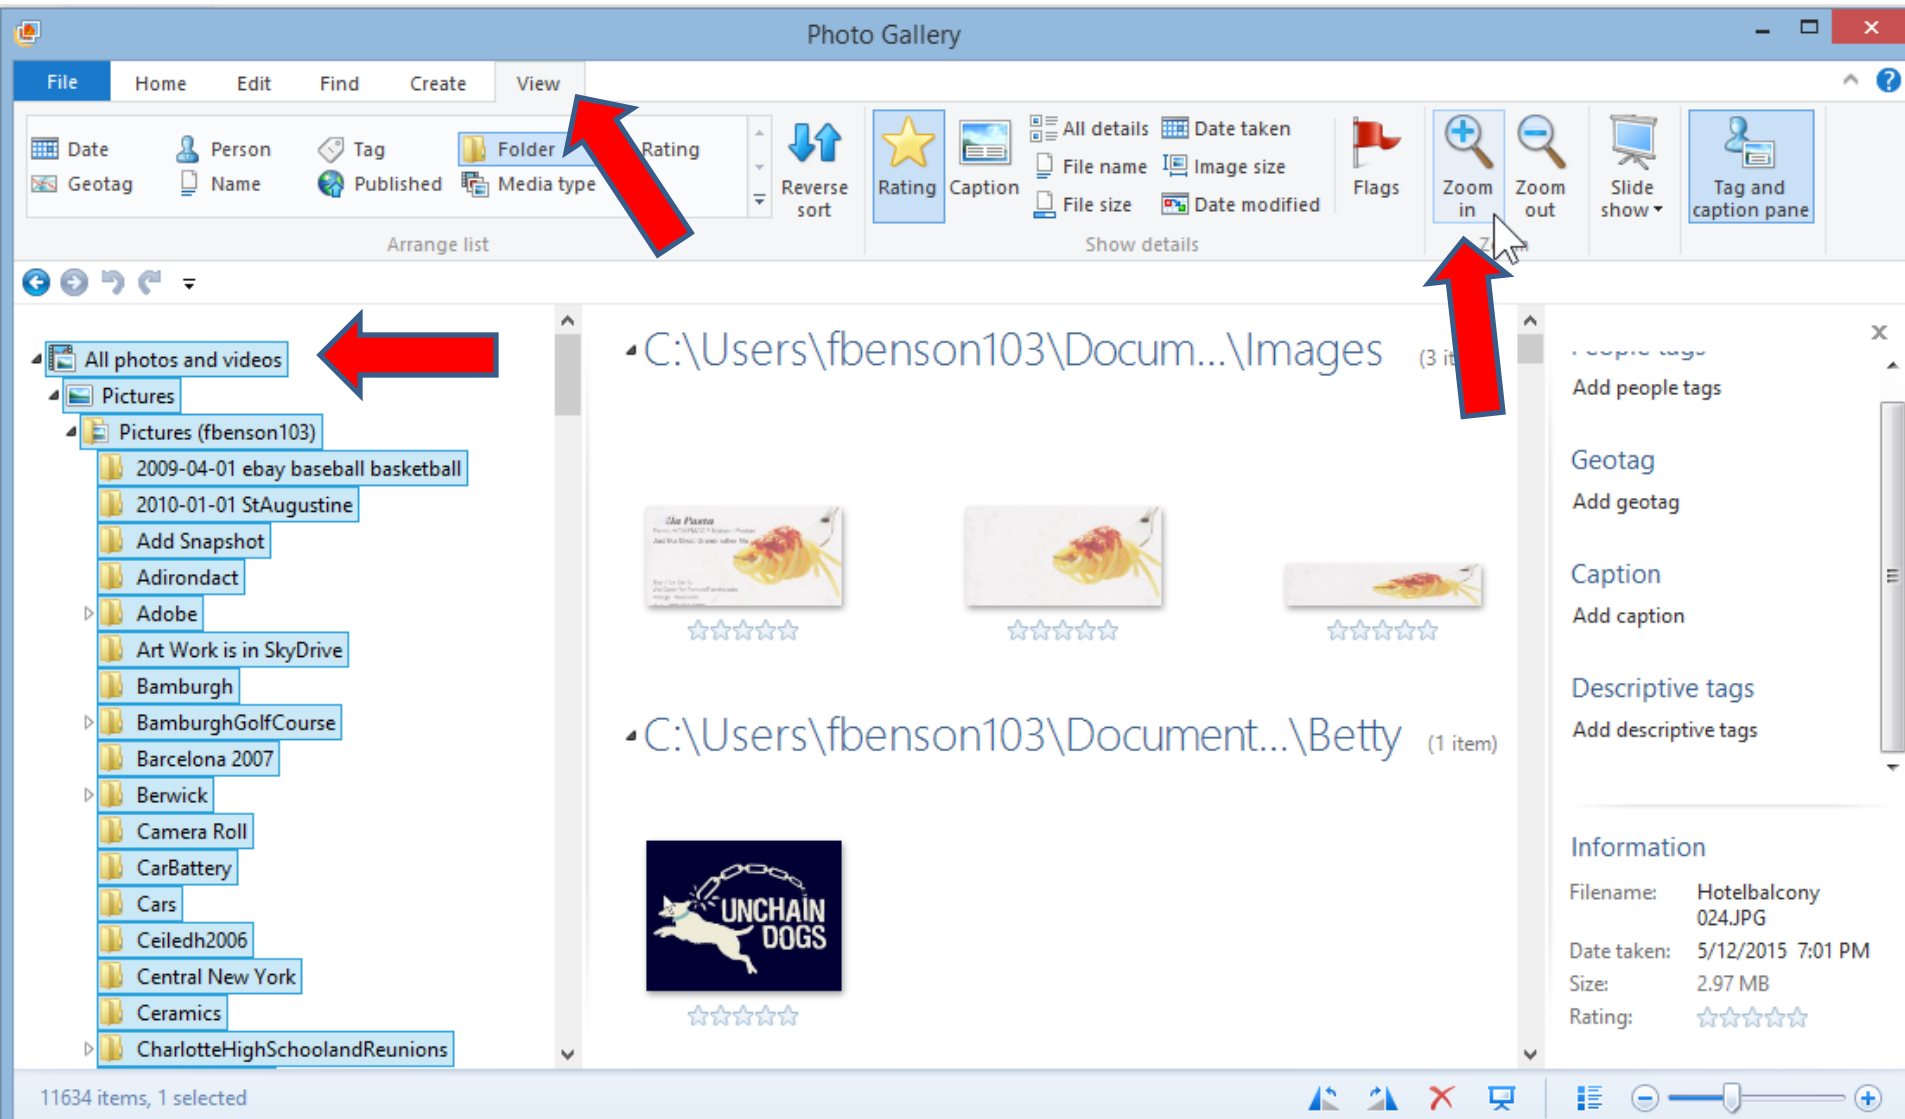 Photo Gallery
File Home Edit Find Create View
Date Person Tag Folder Rating
Geotag Name Published Media type
Arrange list
Reverse
sort
Rating Caption
All details Date taken
File name Image size
File size Date modified
Show details
Flags
Zoom
in
Zoom
out
Slide
show
Tag and
caption pane
All photos and videos
Pictures
Pictures (fbenson103)
2009-04-01 ebay baseball basketball
2010-01-01 StAugustine
Add Snapshot
Adirondact
Adobe
Art Work is in SkyDrive
Bamburgh
BamburghGolfCourse
Barcelona 2007
Berwick
Camera Roll
CarBattery
Cars
Ceiledh2006
Central New York
Ceramics
CharlotteHighSchoolandReunions
C:\Users\fbenson103\Docum...\Images (3
C:\Users\fbenson103\Document...\Betty (1 item)
UNCHAIN
DOGS
Add people tags
Geotag
Add geotag
Caption
Add caption
Descriptive tags
Add descriptive tags
Information
Filename: Hotelbalcony
024.JPG
Date taken: 5/12/2015 7:01 PM
Size: 2.97 MB
Rating:
11634 items, 1 selected